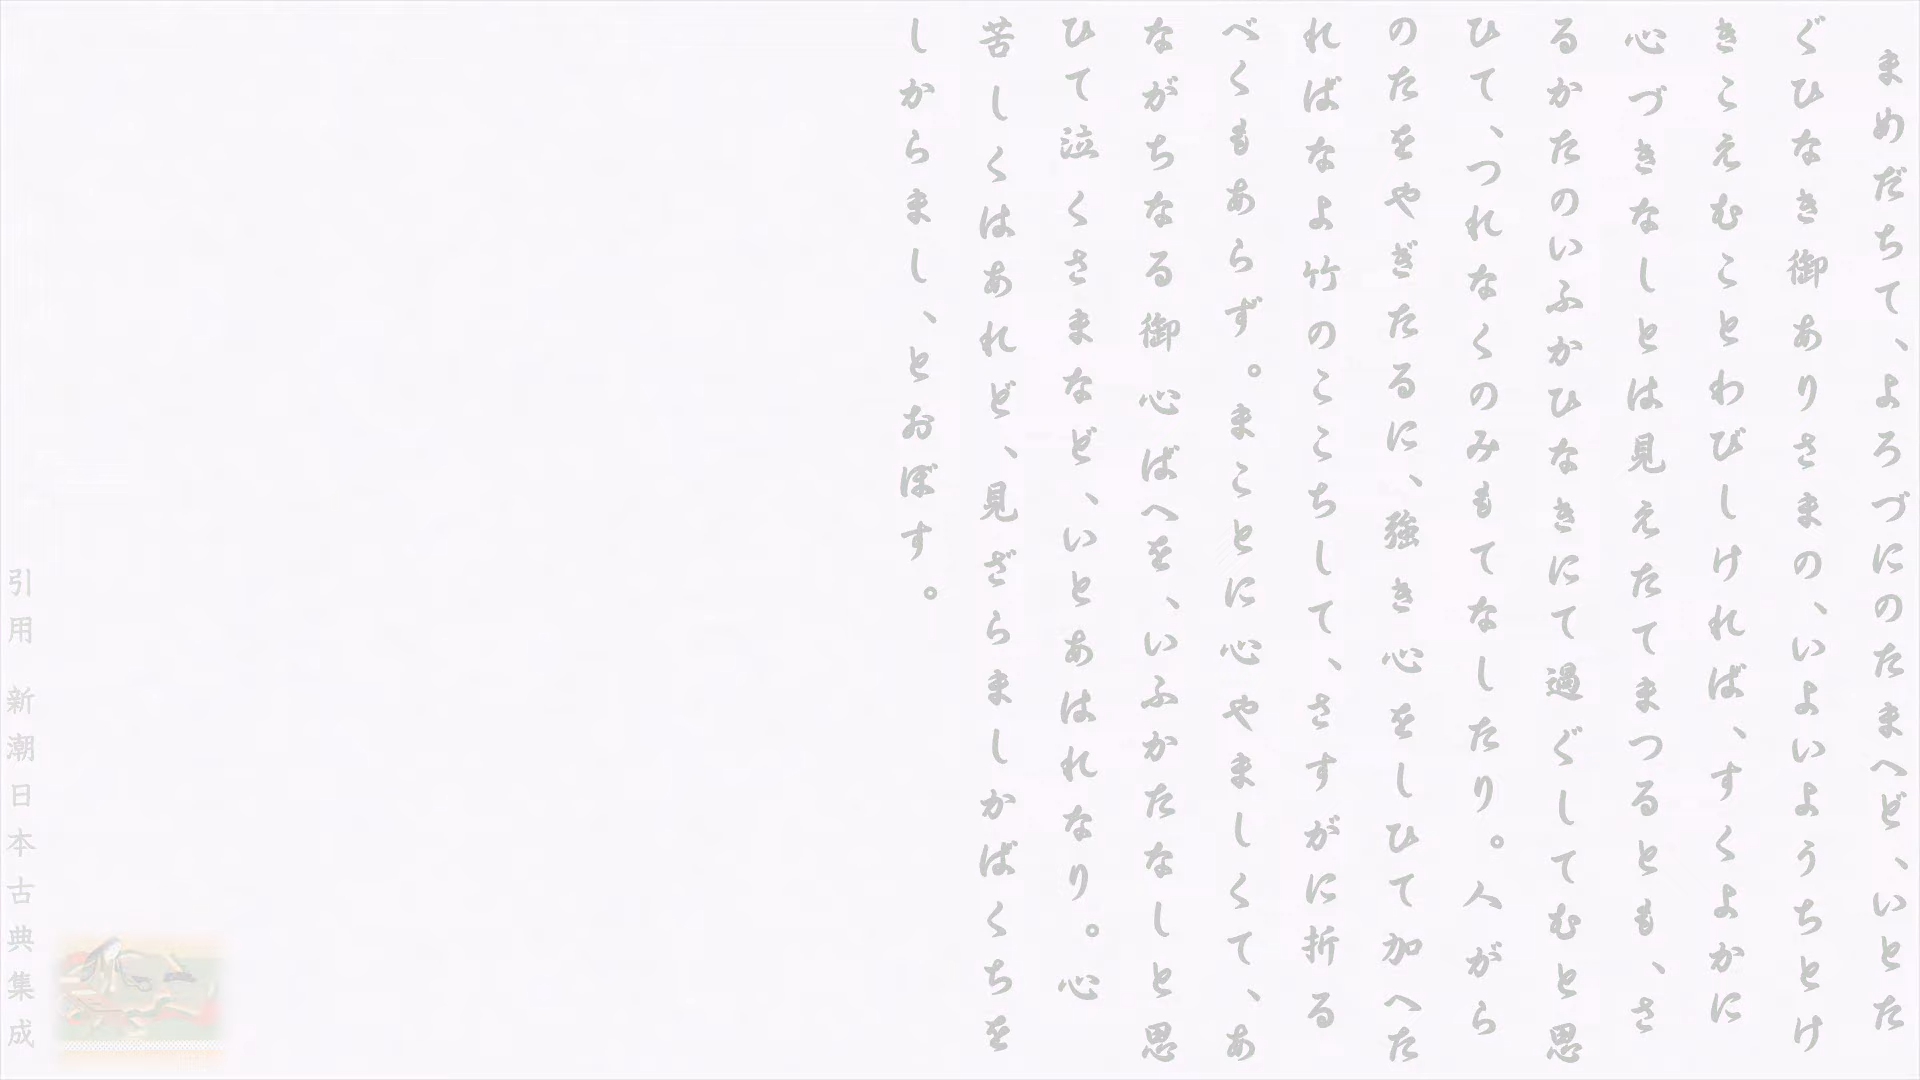 まめだちて、よろづにのたまへど、いとた
ぐひなき御ありさまの、いよいようちとけ
きこえむことわびしければ、すくよかに
心づきなしとは見えたてまつるとも、さ
るかたのいふかひなきにて過ぐしてむと思
ひて、つれなくのみもてなしたり。人がら
のたをやぎたるに、強き心をしひて加へた
ればなよ竹のここちして、さすがに折る
べくもあらず。まことに心やましくて、あ
ながちなる御心ばへを、いふかたなしと思
ひて泣くさまなど、いとあはれなり。心
苦しくはあれど、見ざらましかばくちを
しからまし、とおぼす。
引用 新潮日本古典集成